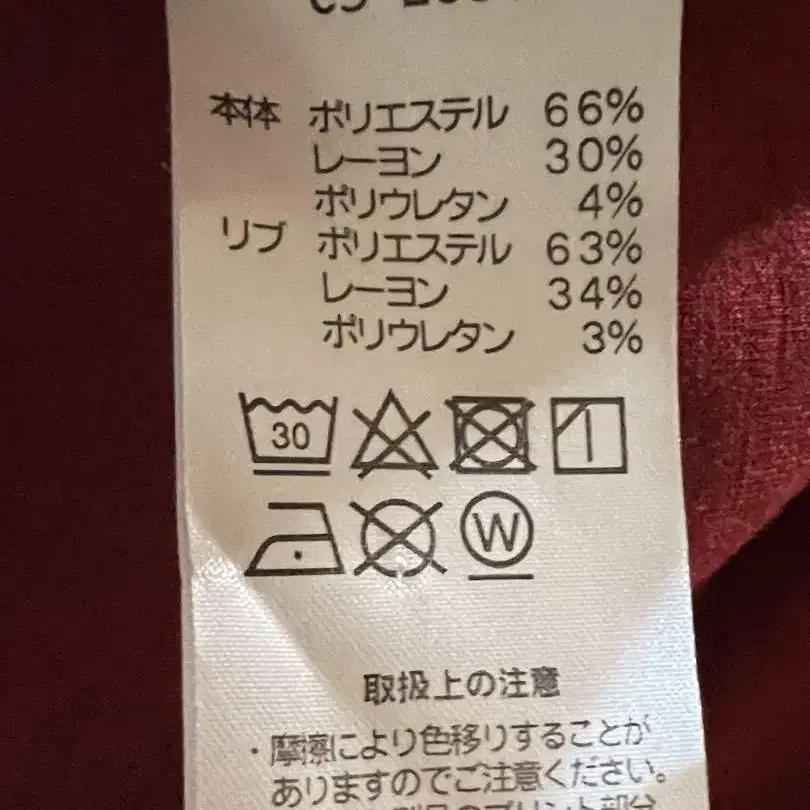 本体 ポリエステル 66%
レーヨン 30%
ポリウレタン 4%
リブ ポリエステル 63%
レーヨン 34%
ポリウレタン 3%
30
W
取扱上の注意
・摩擦により色移りすることが
ありますのでご注意ください。